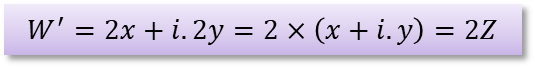 W′ = 2x + i. 2y = 2 × (x + i. y) = 2Z